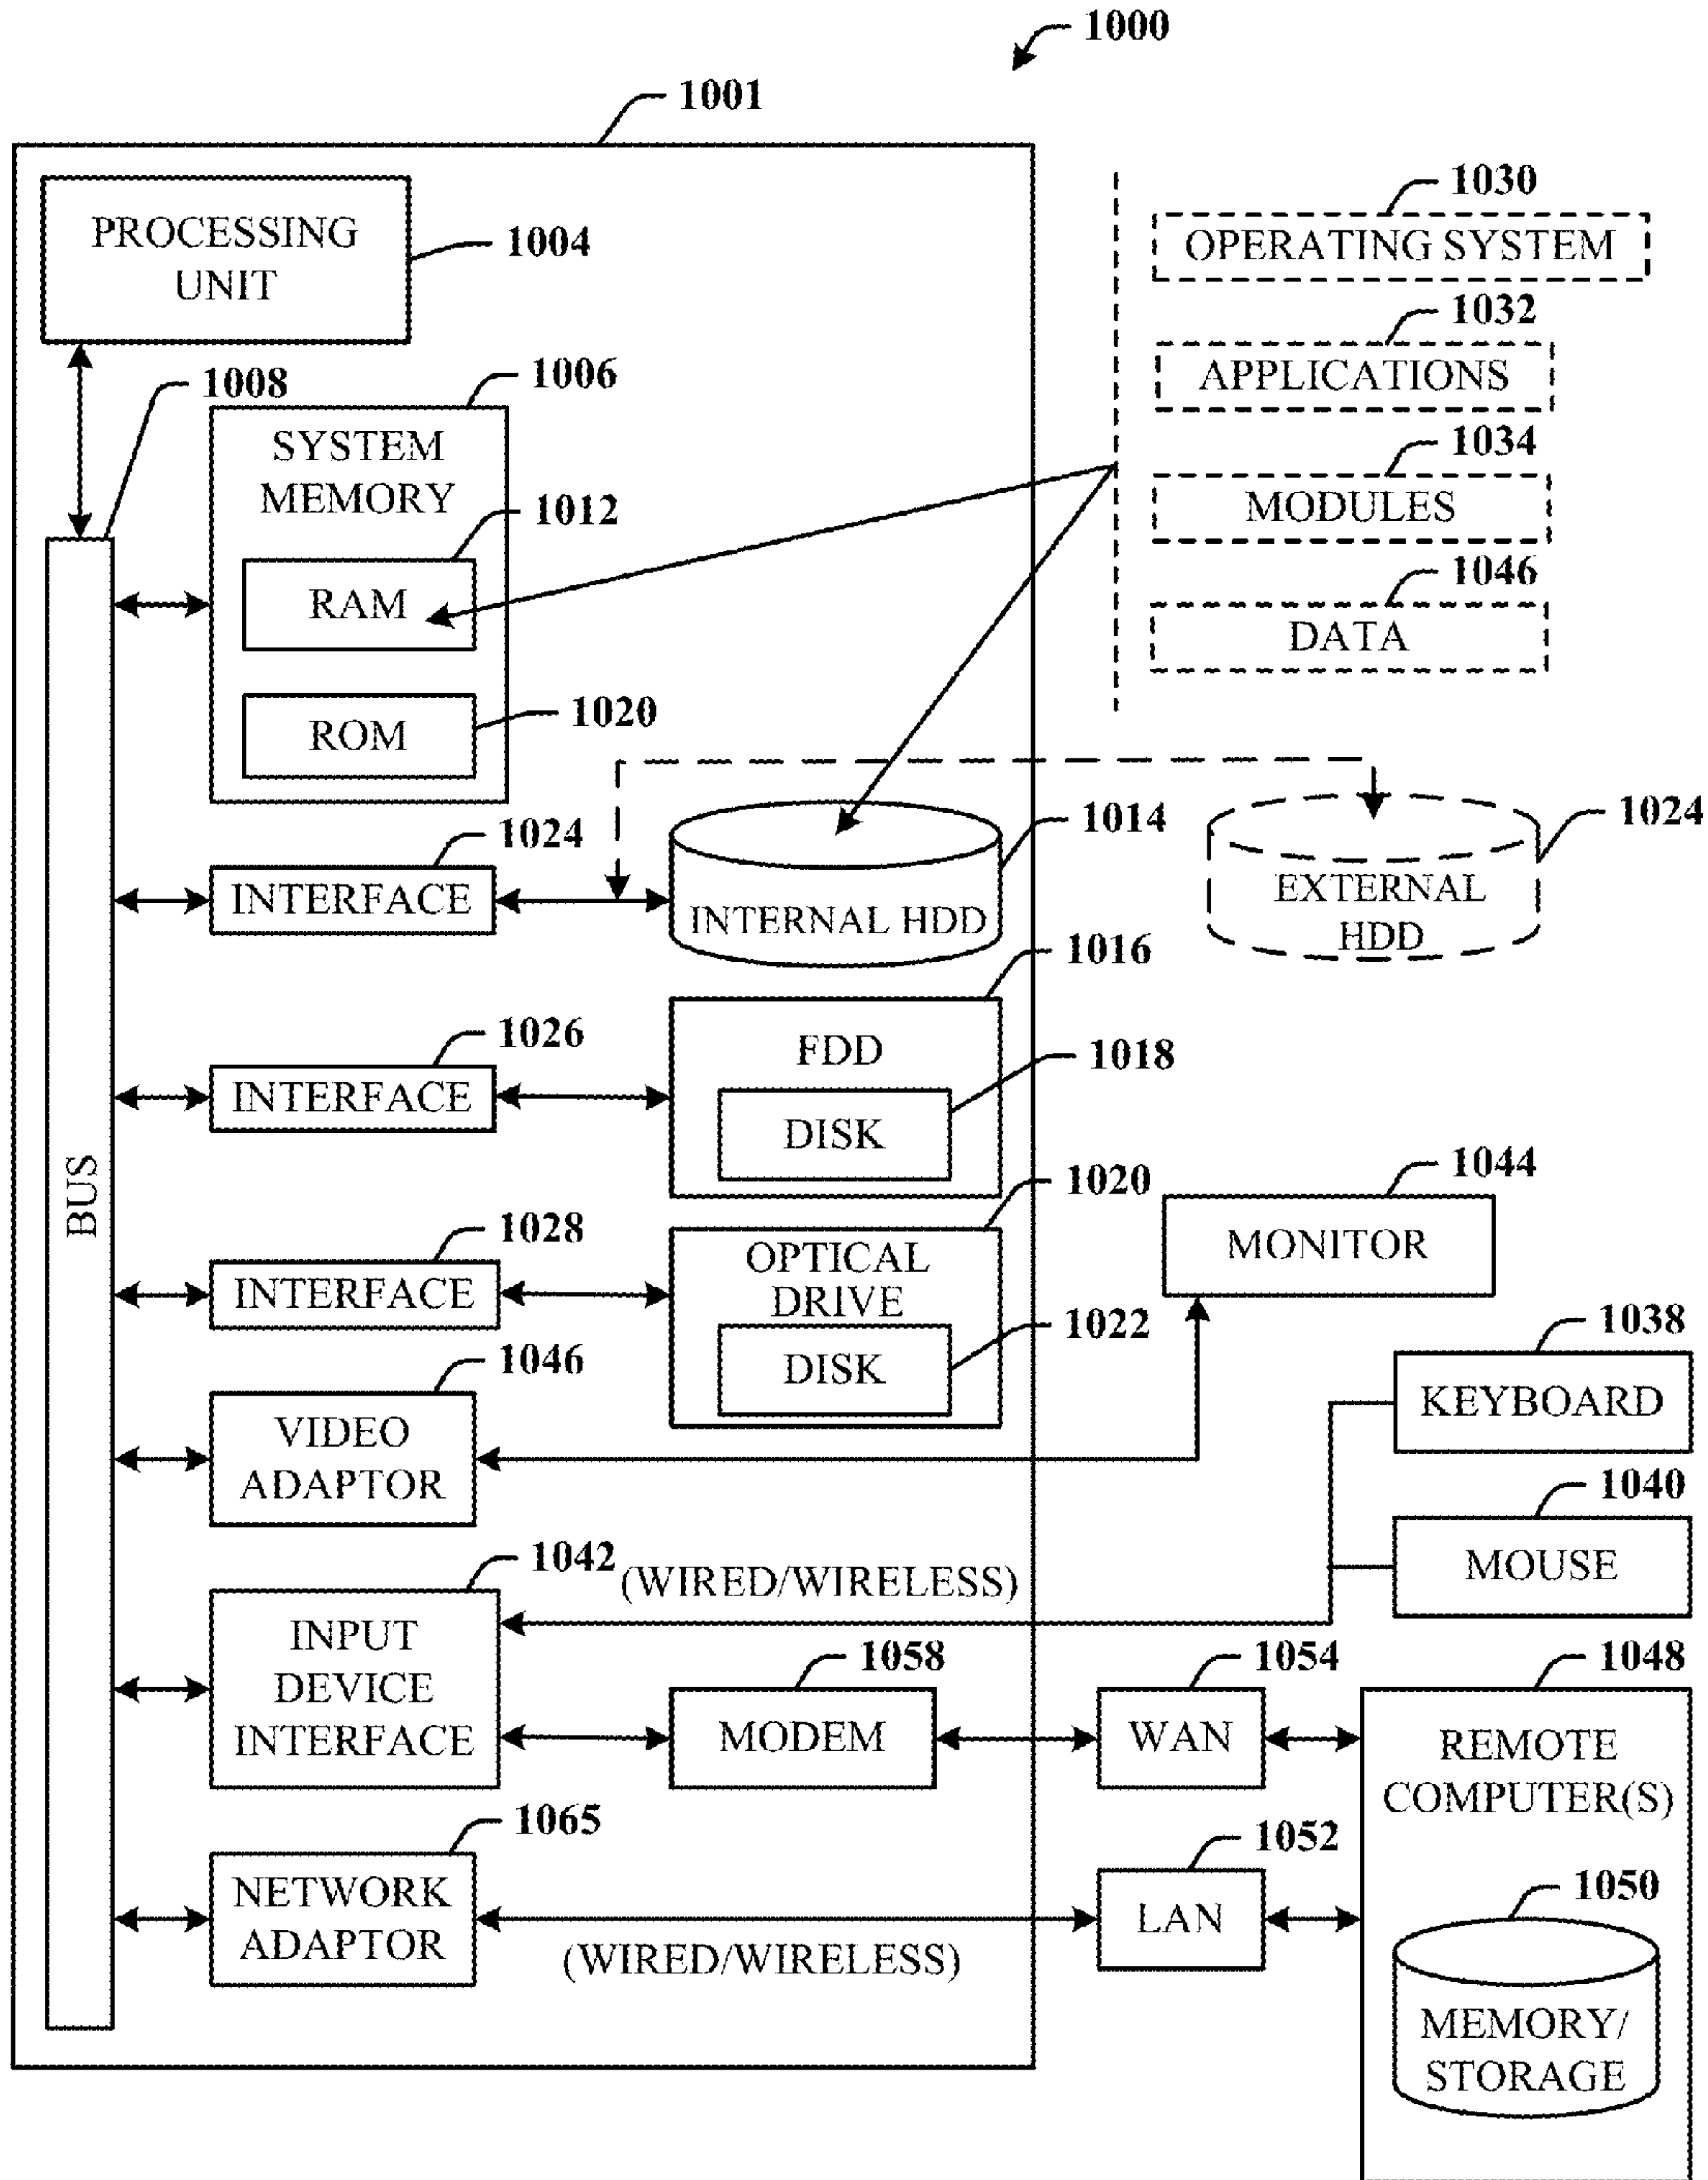 1000
1001
PROCESSING
UNIT
1004
1030
OPERATING SYSTEM
1032
APPLICATIONS
1034
MODULES
1046
DATA
1008
1006
SYSTEM
MEMORY
1012
RAM
1020
ROM
BUS
1024
INTERFACE
1014
INTERNAL HDD
1024
EXTERNAL
HDD
1026
INTERFACE
1016
FDD
1018
DISK
1028
INTERFACE
1020
OPTICAL
DRIVE
1022
DISK
1044
MONITOR
1046
VIDEO
ADAPTOR
1038
KEYBOARD
1040
MOUSE
1042
INPUT
DEVICE
INTERFACE
(WIRED/WIRELESS)
1058
MODEM
1054
WAN
1048
REMOTE
COMPUTER(S)
1065
NETWORK
ADAPTOR
(WIRED/WIRELESS)
1052
LAN
1050
MEMORY/
STORAGE